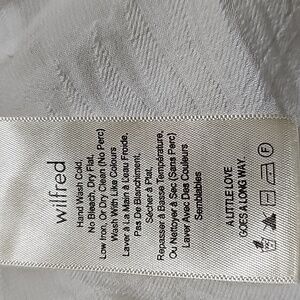 wilfred
Hand Wash Cold,
No Bleach, Dry Flat,
Low Iron, Or Dry Clean (No Perc)
Wash With Like Colours
Laver à la Main à L'eau Froide,
Pas De Blanchiment,
Sécher à Plat,
Repasser à Basse Température,
Ou Nettoyer à Sec (Sans Perc)
Laver Avec Des Couleurs
Semblables
A LITTLE LOVE
GOES A LONG WAY.
F